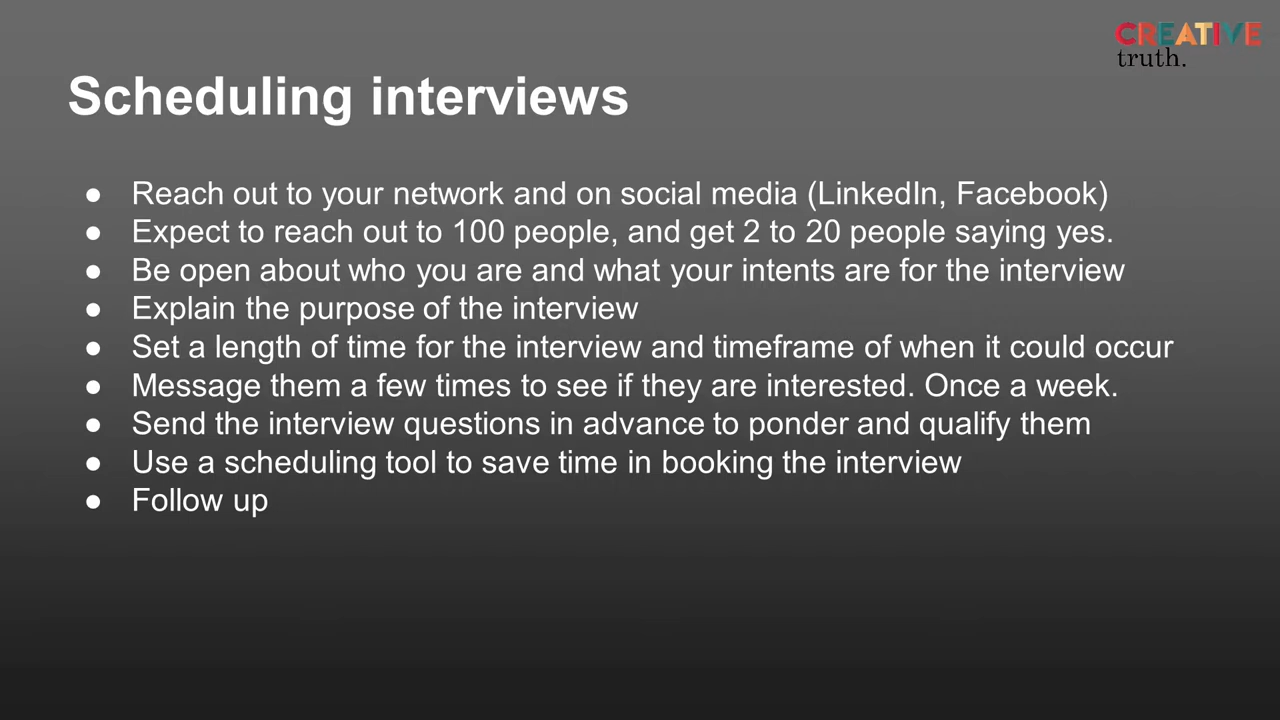 CREATIVE
truth.
Scheduling interviews
● Reach out to your network and on social media (LinkedIn, Facebook)
● Expect to reach out to 100 people, and get 2 to 20 people saying yes.
● Be open about who you are and what your intents are for the interview
● Explain the purpose of the interview
● Set a length of time for the interview and timeframe of when it could occur
● Message them a few times to see if they are interested. Once a week.
● Send the interview questions in advance to ponder and qualify them
● Use a scheduling tool to save time in booking the interview
● Follow up